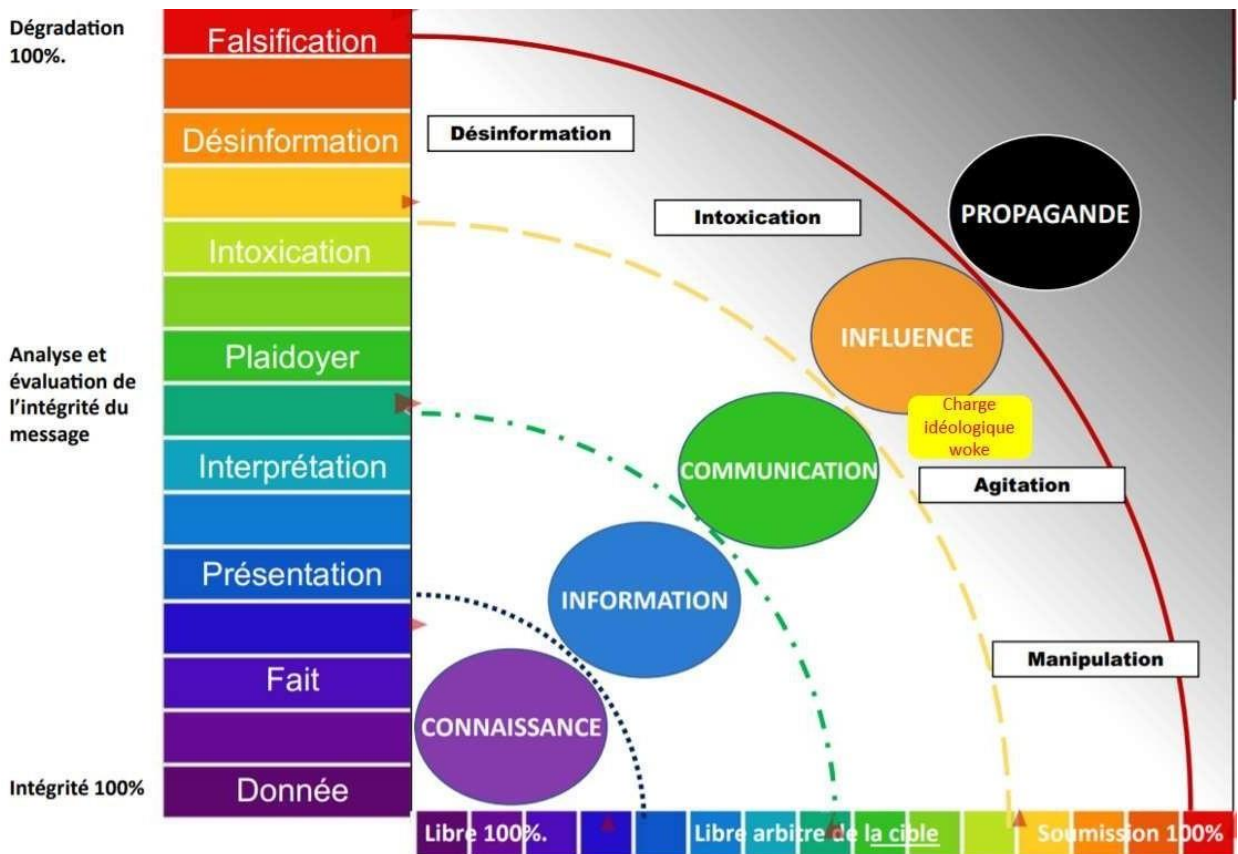 Dégradation
100%.
Falsification
Désinformation
Intoxication
Analyse et
évaluation de
l'intégrité du
message
Plaidoyer
Interprétation
Présentation
Fait
Intégrité 100%
Donnée
Désinformation
Intoxication
PROPAGANDE
INFLUENCE
Charge
idéologique
woke
COMMUNICATION
Agitation
INFORMATION
Manipulation
CONNAISSANCE
Libre 100%.
Libre arbitre de la cible
Soumission 100%